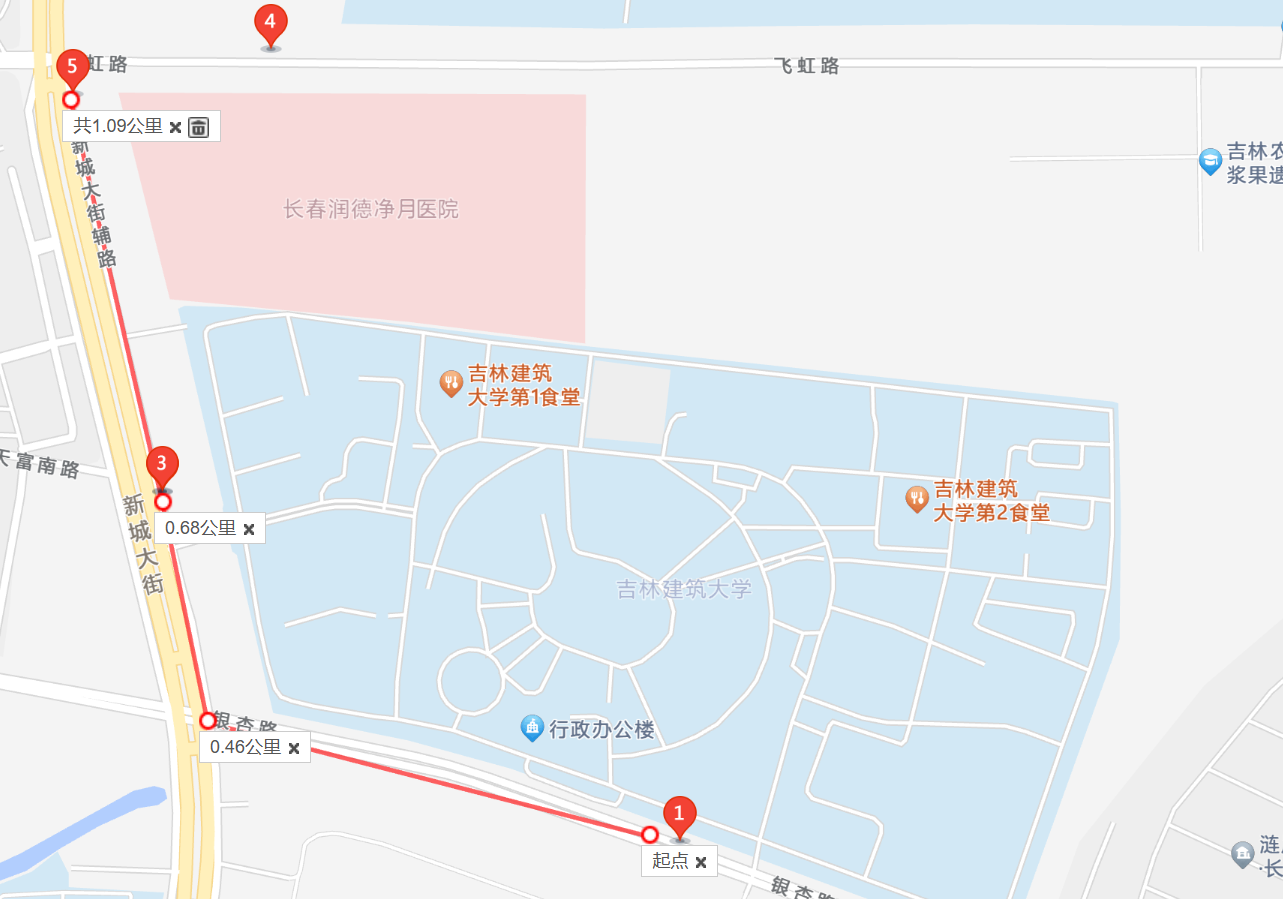 4
5
虹路
飞虹路
共1.09公里
新城大街辅路
吉林农
浆果遗
长春润德净月医院
吉林建筑
大学第1食堂
3
天富南路
新城大街
0.68公里
吉林建筑
大学第2食堂
吉林建筑大学
银杏路
0.46公里
行政办公楼
1
起点
银杏路
涟
·长